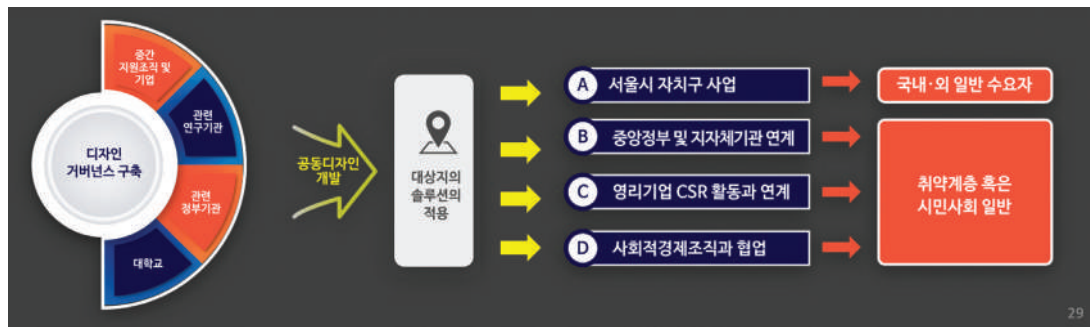 중간
지원조직 및
기업
관련
연구기관
디자인
거버넌스 구축
관련
정부기관
대학교
공동디자인
개발
대상지의
솔루션의
적용
A 서울시 자치구 사업
B 중앙정부 및 지자체기관 연계
C 영리기업 CSR 활동과 연계
D 사회적경제조직과 협업
국내·외 일반 수요자
취약계층 혹은
시민사회 일반
29